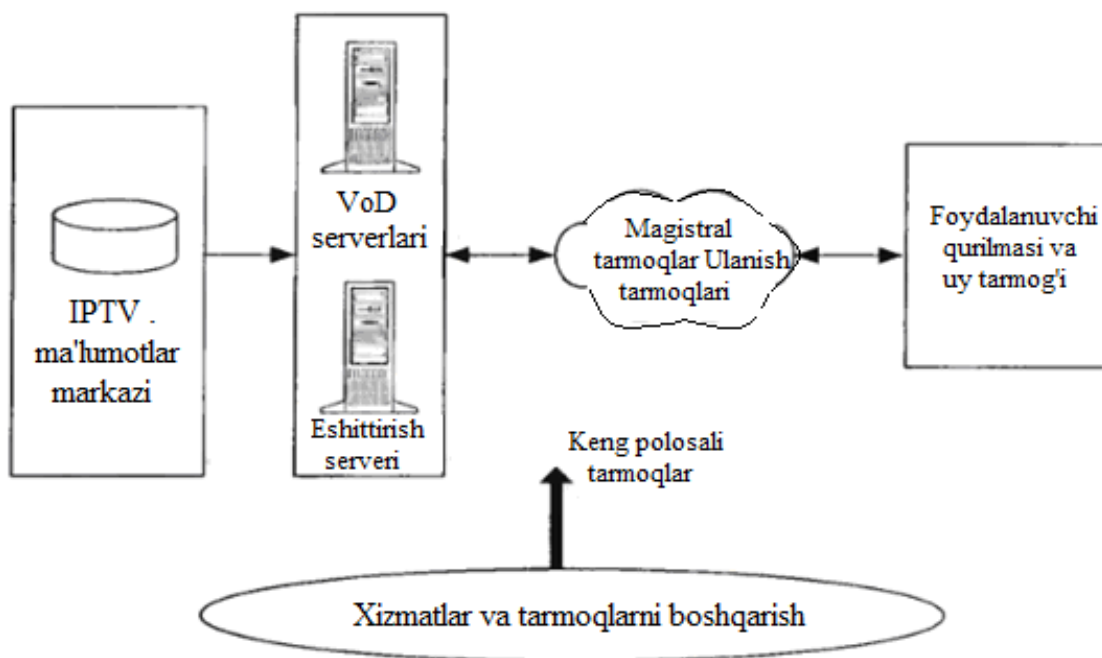 IPTV .
ma'lumotlar
markazi
VoD
serverlari
Eshittirish
serveri
Magistral
tarmoqlar Ulanish
tarmoqlari
Foydalanuvchi
qurilmasi va
uy tarmog'i
Keng polosali
tarmoqlar
Xizmatlar va tarmoqlarni boshqarish